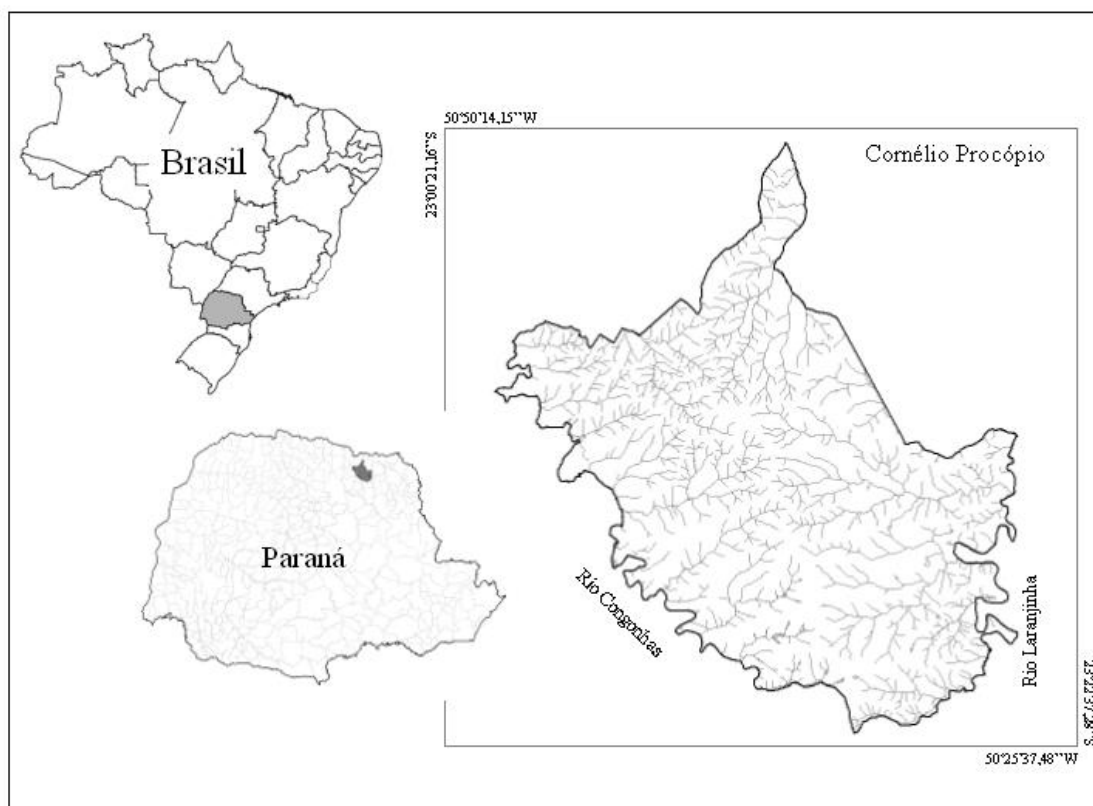 Brasil
Paraná
50°50'14,15''W
23°00'21,16''S
Cornélio Procópio
Rio Congonhas
Rio Laranjinha
50°25'37,48''W